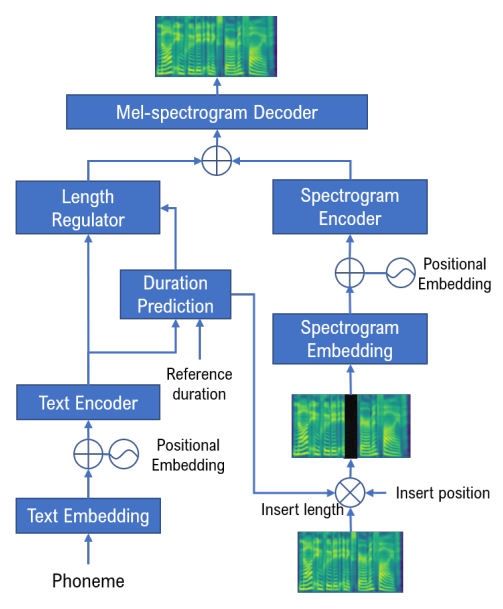 Mel-spectrogram Decoder
Length
Regulator
Spectrogram
Encoder
Positional
Embedding
Duration
Prediction
Spectrogram
Embedding
Reference
duration
Text Encoder
Positional
Embedding
Insert position
Insert length
Text Embedding
Phoneme